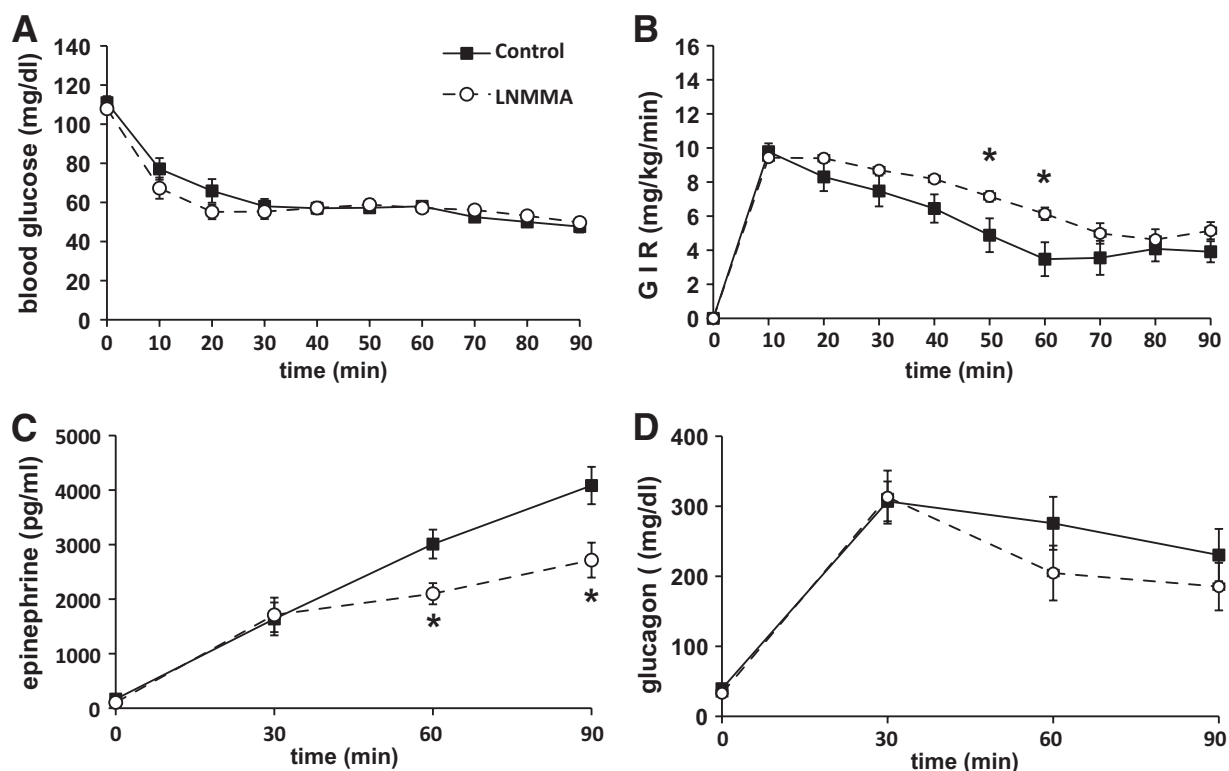 A
blood glucose (mg/dl)
140
120
100
80
60
40
20
0
0 10 20 30 40 50 60 70 80 90
time (min)
Control
LNMMA
B
G I R (mg/kg/min)
16
14
12
10
8
6
4
2
0
* *
0 10 20 30 40 50 60 70 80 90
time (min)
C
epinephrine (pg/ml)
5000
4000
3000
2000
1000
0
* *
0 30 60 90
time (min)
D
glucagon ( (mg/dl)
400
300
200
100
0
0 30 60 90
time (min)